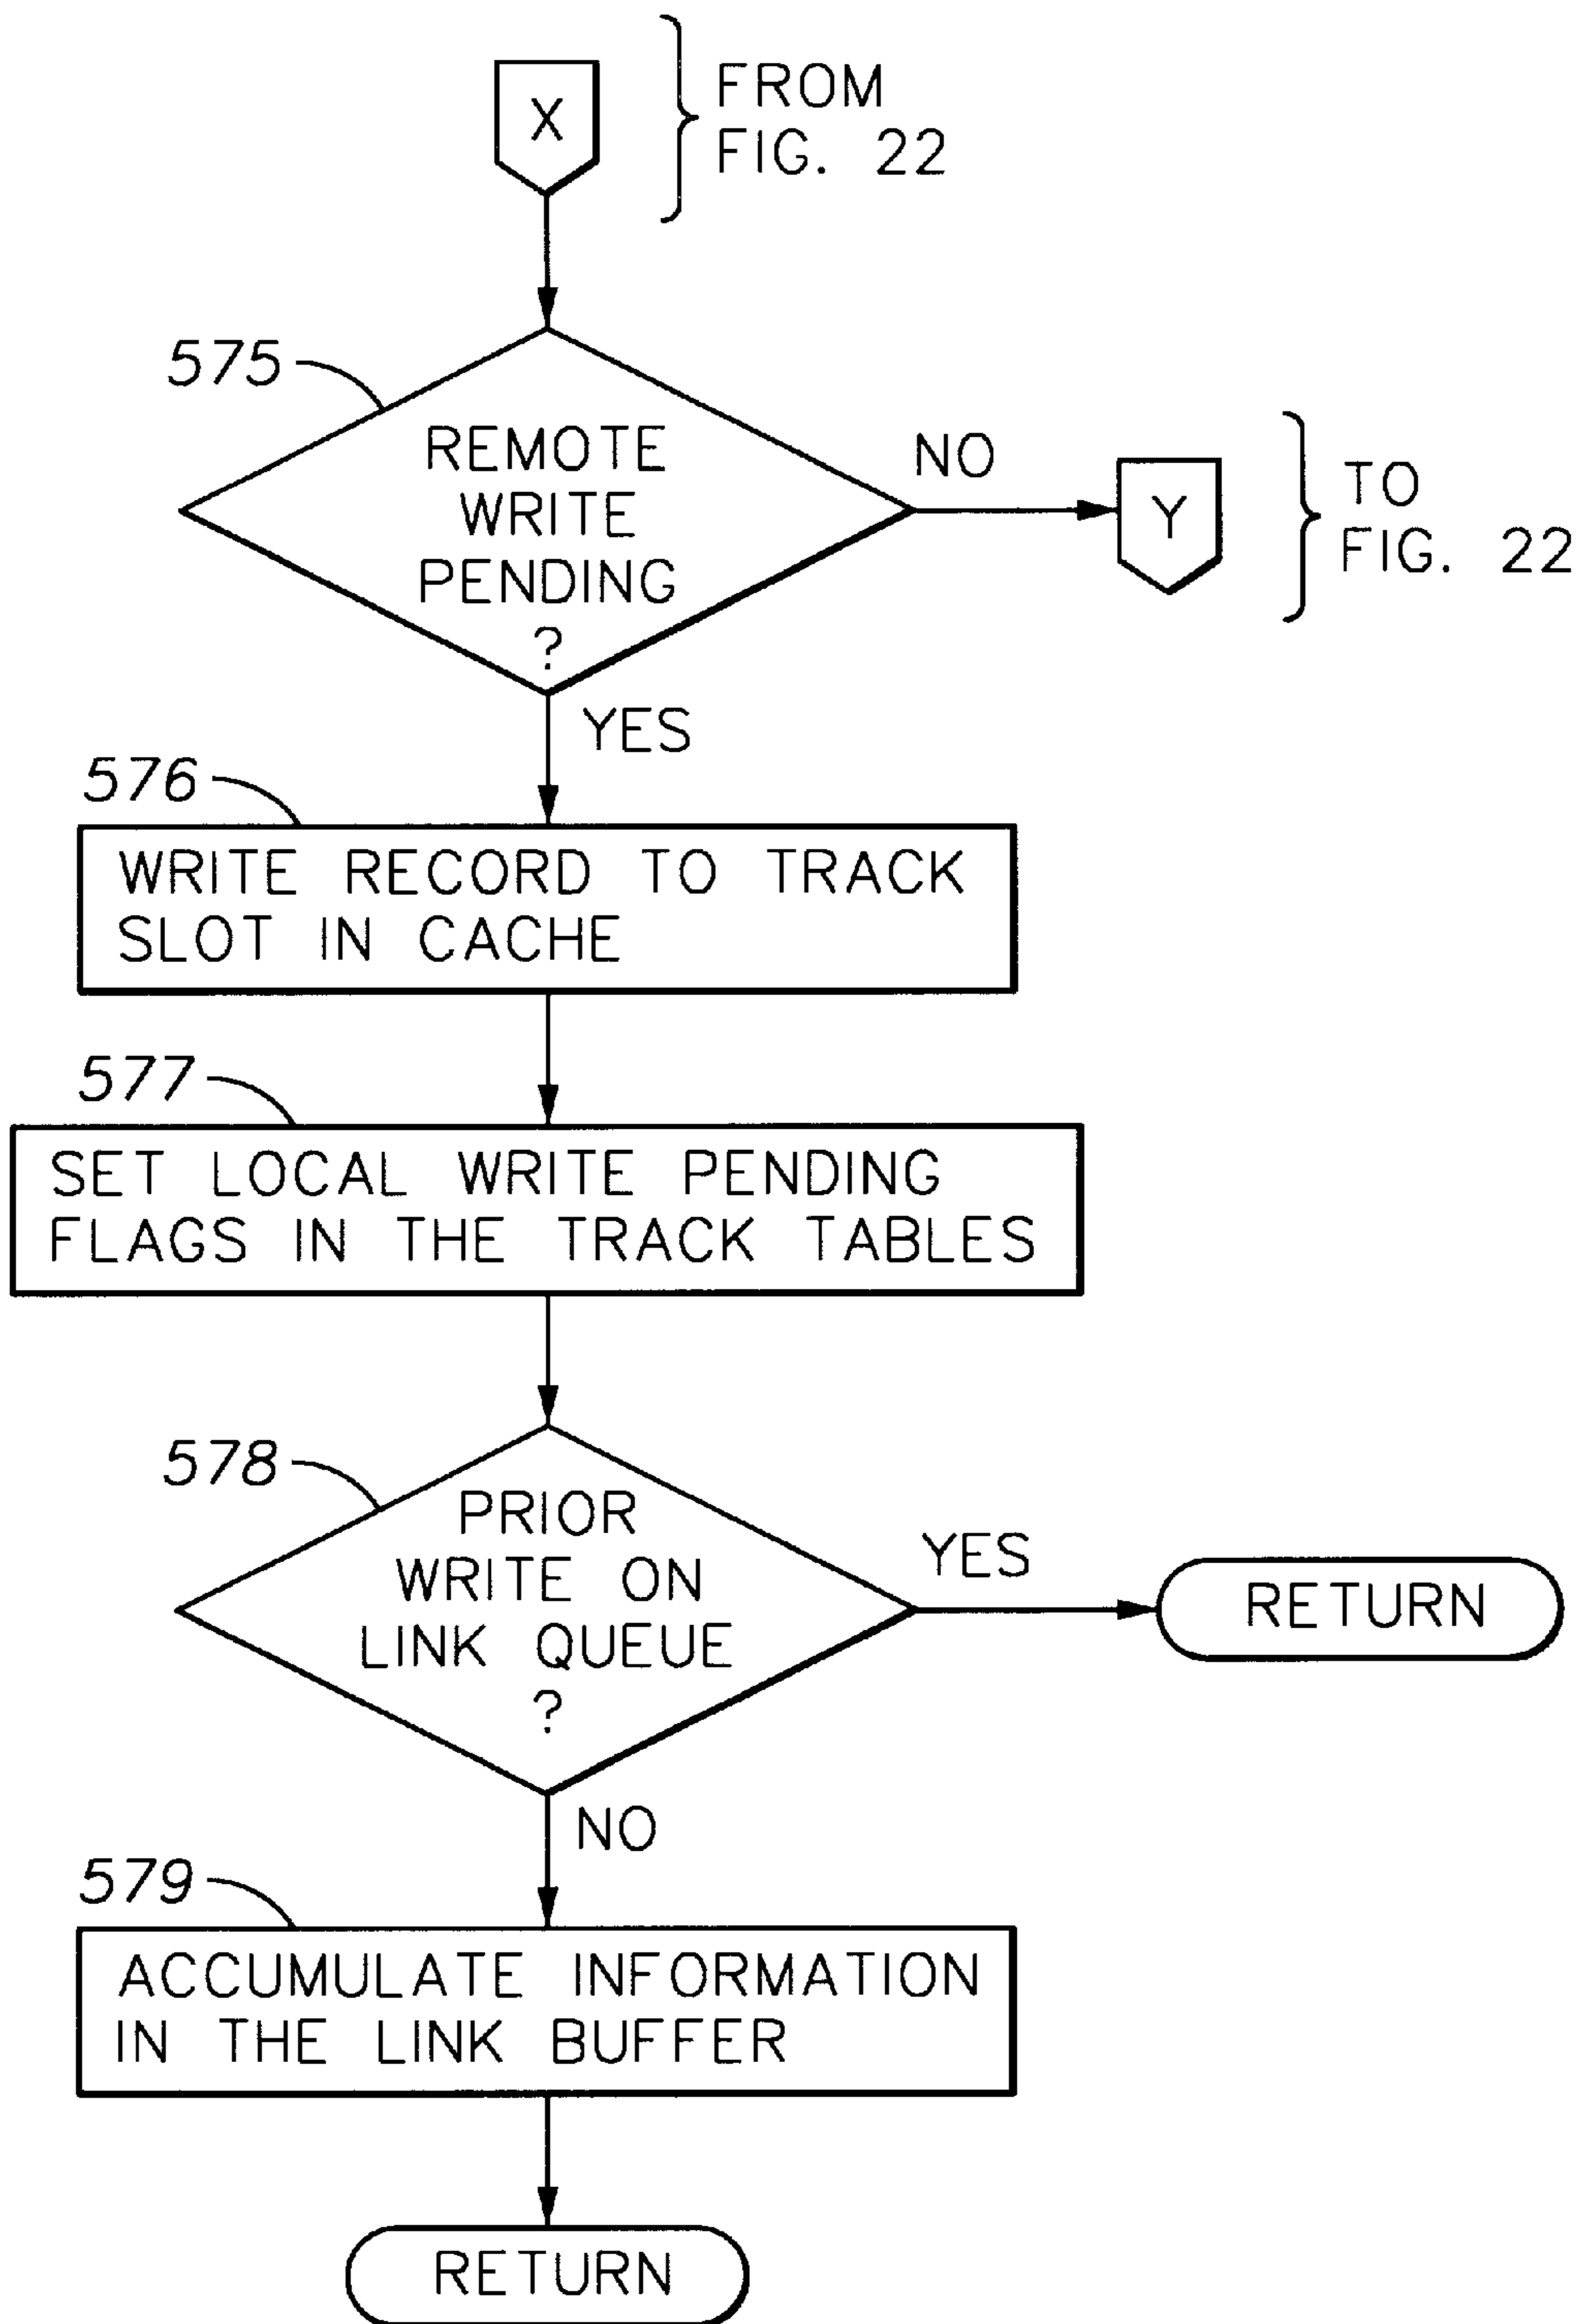 X
FROM
FIG. 22
575
REMOTE
WRITE
PENDING
?
NO
Y
TO
FIG. 22
YES
576
WRITE RECORD TO TRACK
SLOT IN CACHE
577
SET LOCAL WRITE PENDING
FLAGS IN THE TRACK TABLES
578
PRIOR
WRITE ON
LINK QUEUE
?
YES
RETURN
NO
579
ACCUMULATE INFORMATION
IN THE LINK BUFFER
RETURN